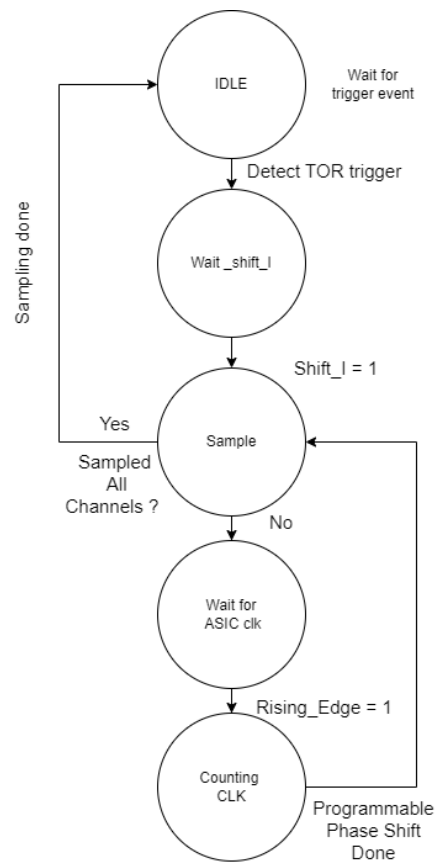 IDLE
Wait for
trigger event
Detect TOR trigger
Sampling done
Wait _shift_I
Shift_I = 1
Yes
Sample
Sampled
All
Channels ?
No
Wait for
ASIC clk
Rising_Edge = 1
Counting
CLK
Programmable
Phase Shift
Done